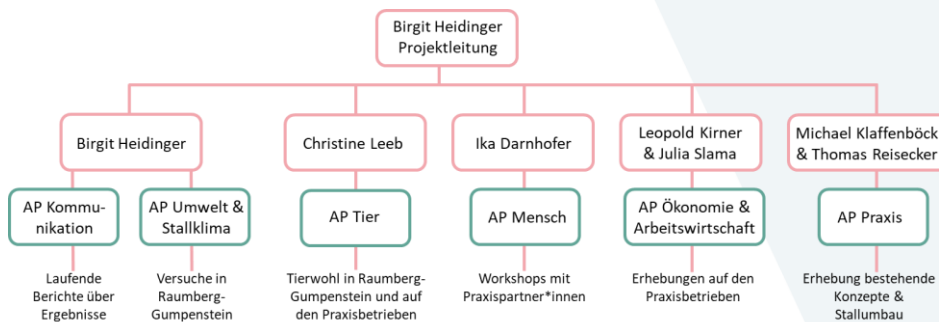 Birgit Heidinger
Projektleitung
Birgit Heidinger
Christine Leeb
Ika Darnhofer
Leopold Kirner
& Julia Slama
Michael Klaffenböck
& Thomas Reisecker
AP Kommu-
nikation
AP Umwelt &
Stallklima
AP Tier
AP Mensch
AP Ökonomie &
Arbeitswirtschaft
AP Praxis
Laufende
Berichte über
Ergebnisse
Versuche in
Raumberg-
Gumpenstein
Tierwohl in Raumberg-
Gumpenstein und auf
den Praxisbetrieben
Workshops mit
Praxispartner*innen
Erhebungen auf den
Praxisbetrieben
Erhebung bestehende
Konzepte &
Stallumbau